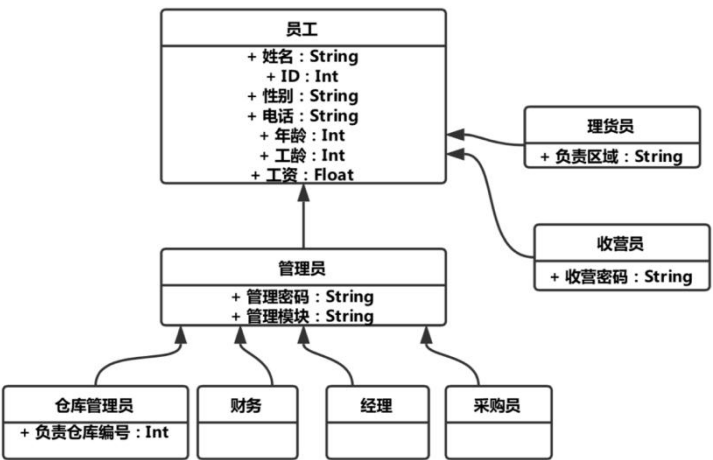 员工
+ 姓名：String
+ ID：Int
+ 性别：String
+ 电话：String
+ 年龄：Int
+ 工龄：Int
+ 工资：Float
理货员
+ 负责区域：String
收营员
+ 收营密码：String
管理员
+ 管理密码：String
+ 管理模块：String
仓库管理员
+ 负责仓库编号：Int
财务
经理
采购员